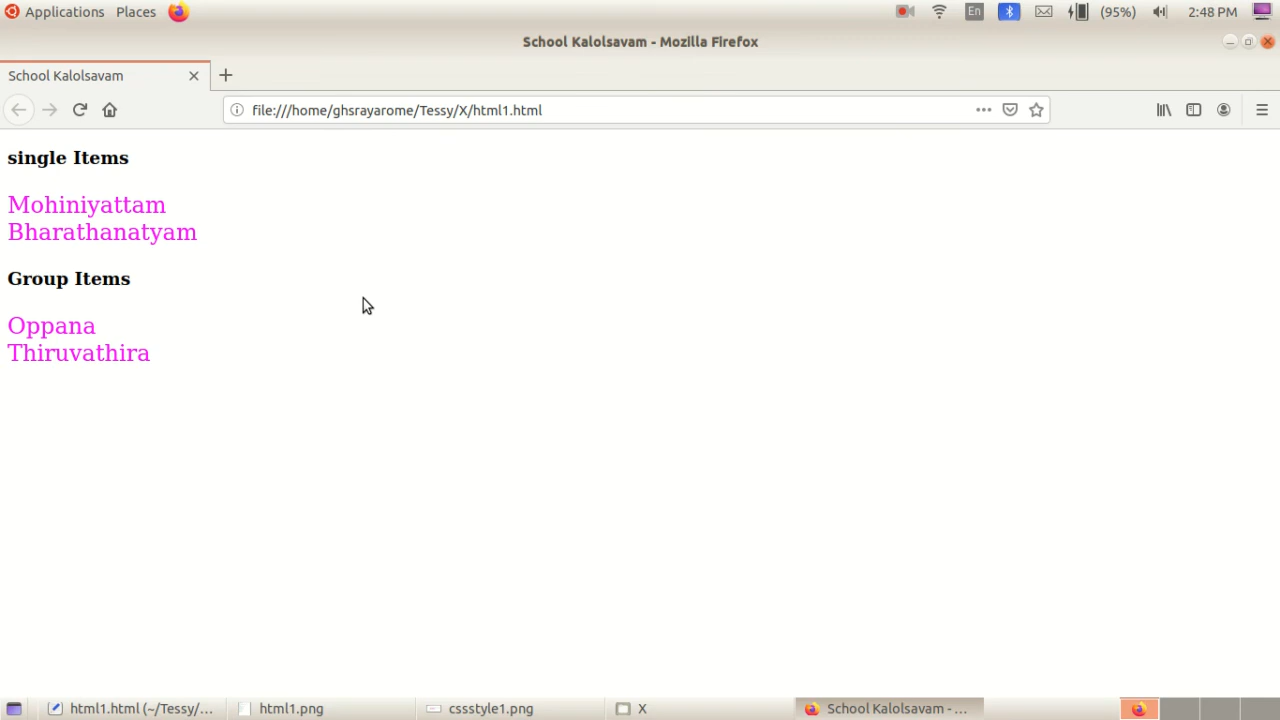 Applications Places
En (95%) 2:48 PM
School Kalolsavam - Mozilla Firefox
School Kalolsavam
file:///home/ghsrayarome/Tessy/X/html1.html
single Items
Mohiniyattam
Bharathanatyam
Group Items
Oppana
Thiruvathira
html1.html (~/Tessy/... html1.png cssstyle1.png X School Kalolsavam - ...